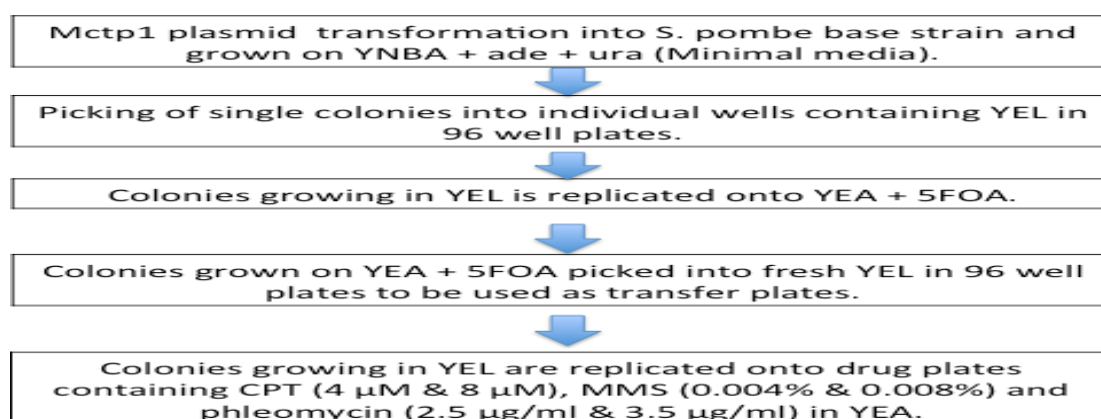 Mctp1 plasmid transformation into S. pombe base strain and
grown on YNBA + ade + ura (Minimal media).
Picking of single colonies into individual wells containing YEL in
96 well plates.
Colonies growing in YEL is replicated onto YEA + 5FOA.
Colonies grown on YEA + 5FOA picked into fresh YEL in 96 well
plates to be used as transfer plates.
Colonies growing in YEL are replicated onto drug plates
containing CPT (4 µM & 8 µM), MMS (0.004% & 0.008%) and
phleomycin (2.5 µg/ml & 3.5 µg/ml) in YEA.